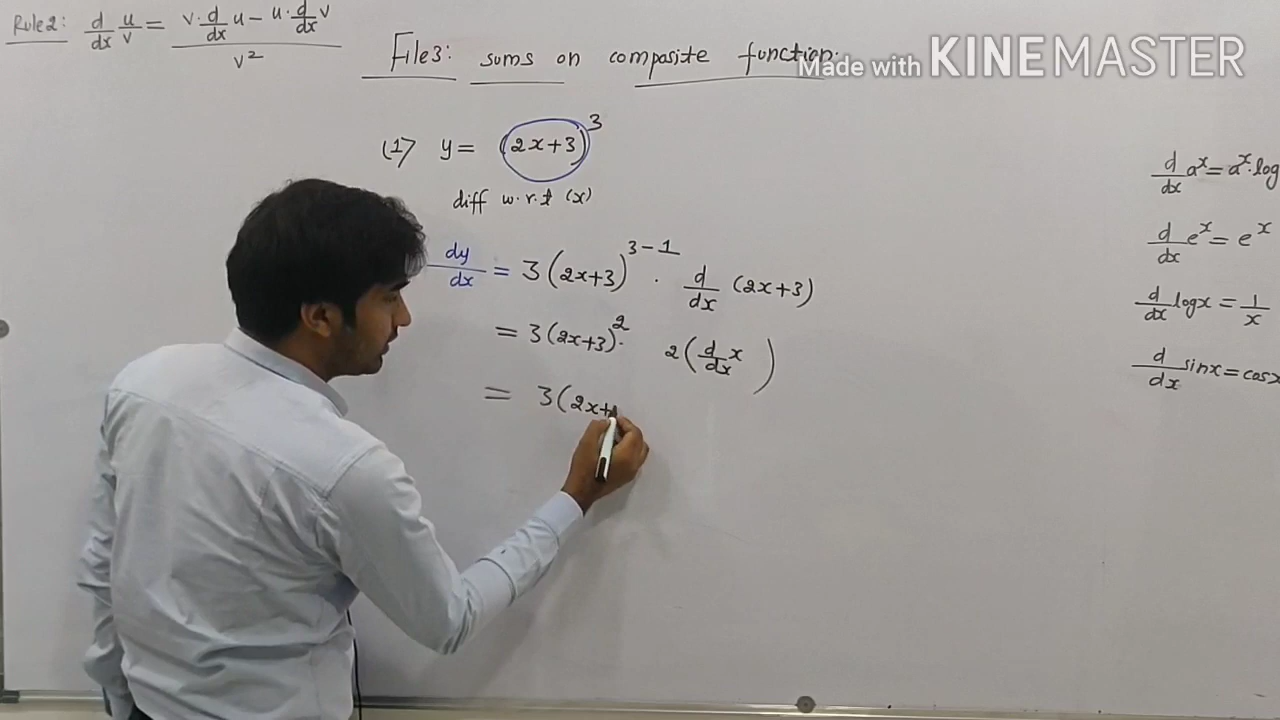 Rule 2: d/dx u/v = (v · d/dx u − u · d/dx v)/v²
File3: sums on composite function.
Made with KINEMASTER
(1) y = (2x+3)³
diff w.r.t (x)
dy/dx = 3(2x+3)³⁻¹ · d/dx (2x+3)
= 3(2x+3)² · 2(d/dx x)
= 3(2x+
d/dx aˣ = aˣ · log
d/dx eˣ = eˣ
d/dx logx = 1/x
d/dx sinx = cosx